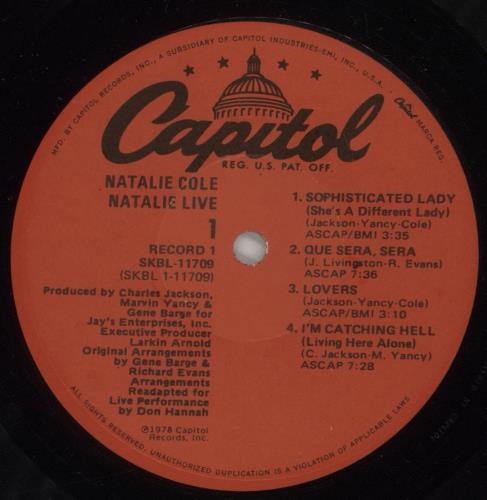 MFD. BY CAPITOL RECORDS, INC., A SUBSIDIARY OF CAPITOL INDUSTRIES-EMI, INC., U.S.A.
Capitol MARCA REG.
Capitol
REG. U.S. PAT. OFF.
NATALIE COLE
NATALIE LIVE
1
RECORD 1
SKBL-11709
(SKBL 1-11709)
Produced by Charles Jackson,
Marvin Yancy &
Gene Barge for
Jay's Enterprises, Inc.
Executive Producer
Larkin Arnold
Original Arrangements
by Gene Barge &
Richard Evans
Arrangements
Readapted for
Live Performance
by Don Hannah
℗1978 Capitol
Records, Inc.
1. SOPHISTICATED LADY
(She's A Different Lady)
(Jackson-Yancy-Cole)
ASCAP/BMI 3:35
2. QUE SERA, SERA
(J. Livingston-R. Evans)
ASCAP 7:36
3. LOVERS
(Jackson-Yancy-Cole)
ASCAP/BMI 3:10
4. I'M CATCHING HELL
(Living Here Alone)
(C. Jackson-M. Yancy)
ASCAP 7:28
ALL RIGHTS RESERVED. UNAUTHORIZED DUPLICATION IS A VIOLATION OF APPLICABLE LAWS